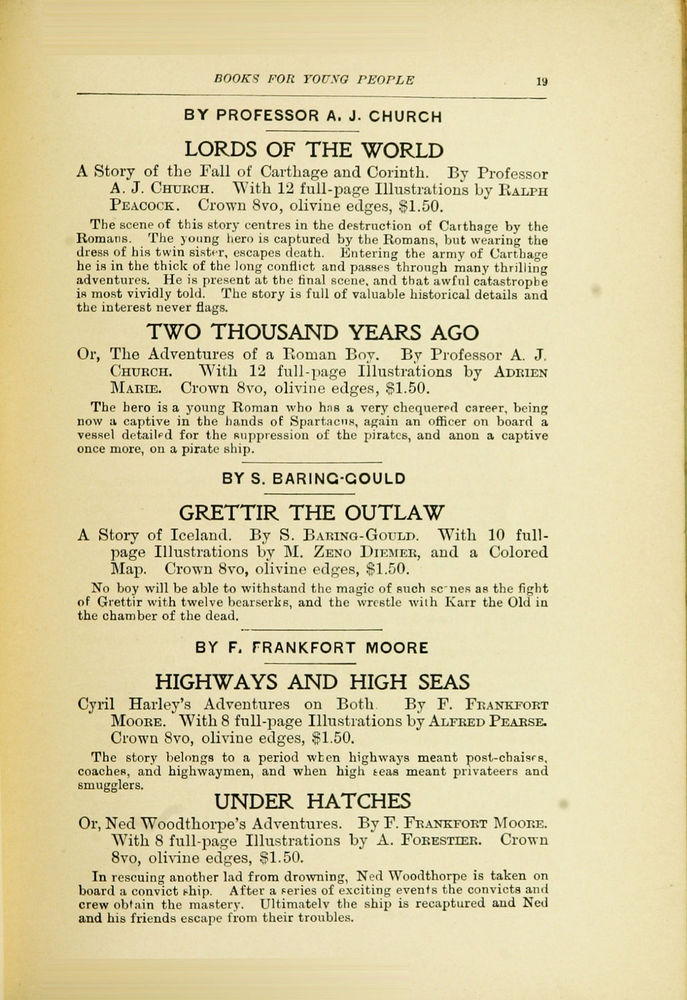 BOOKS FOR YOUNG PEOPLE 19
BY PROFESSOR A. J. CHURCH
LORDS OF THE WORLD
A Story of the Fall of Carthage and Corinth. By Professor
A. J. CHURCH. With 12 full-page Illustrations by RALPH
PEACOCK. Crown 8vo, olivine edges, $1.50.
The scene of this story centres in the destruction of Carthage by the
Romans. The young hero is captured by the Romans, but wearing the
dress of his twin sister, escapes death. Entering the army of Carthage
he is in the thick of the long conflict and passes through many thrilling
adventures. He is present at the final scene, and that awful catastrophe
is most vividly told. The story is full of valuable historical details and
the interest never flags.
TWO THOUSAND YEARS AGO
Or, The Adventures of a Roman Boy. By Professor A. J.
CHURCH. With 12 full-page Illustrations by ADRIEN
MARIE. Crown 8vo, olivine edges, $1.50.
The hero is a young Roman who has a very chequered career, being
now a captive in the hands of Spartacus, again an officer on board a
vessel detailed for the suppression of the pirates, and anon a captive
once more, on a pirate ship.
BY S. BARING-GOULD
GRETTIR THE OUTLAW
A Story of Iceland. By S. BARING-GOULD. With 10 full-
page Illustrations by M. ZENO DIEMER, and a Colored
Map. Crown 8vo, olivine edges, $1.50.
No boy will be able to withstand the magic of such scenes as the fight
of Grettir with twelve bearserks, and the wrestle with Karr the Old in
the chamber of the dead.
BY F. FRANKFORT MOORE
HIGHWAYS AND HIGH SEAS
Cyril Harley's Adventures on Both. By F. FRANKFORT
MOORE. With 8 full-page Illustrations by ALFRED PEARSE.
Crown 8vo, olivine edges, $1.50.
The story belongs to a period when highways meant post-chaises,
coaches, and highwaymen, and when high seas meant privateers and
smugglers.
UNDER HATCHES
Or, Ned Woodthorpe's Adventures. By F. FRANKFORT MOORE.
With 8 full-page Illustrations by A. FORESTIER. Crown
8vo, olivine edges, $1.50.
In rescuing another lad from drowning, Ned Woodthorpe is taken on
board a convict ship. After a series of exciting events the convicts and
crew obtain the mastery. Ultimately the ship is recaptured and Ned
and his friends escape from their troubles.